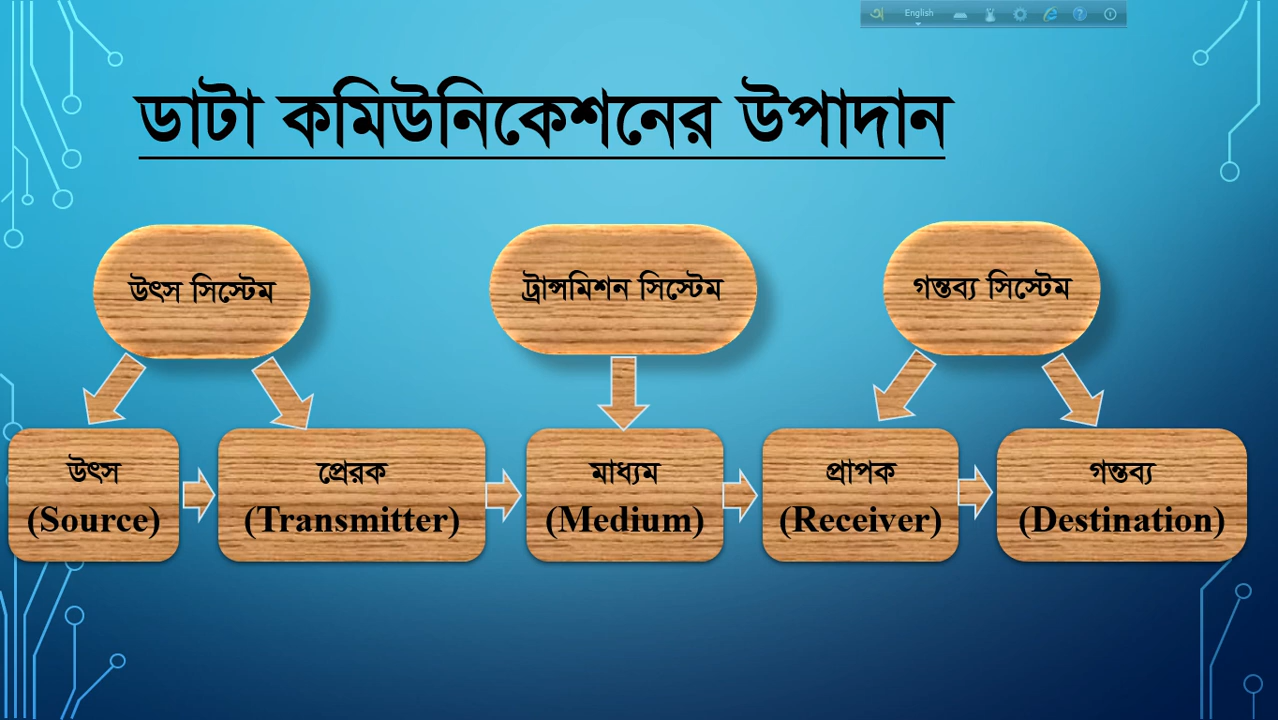 অ English
ডাটা কমিউনিকেশনের উপাদান
উৎস সিস্টেম
ট্রান্সমিশন সিস্টেম
গন্তব্য সিস্টেম
উৎস
(Source)
প্রেরক
(Transmitter)
মাধ্যম
(Medium)
প্রাপক
(Receiver)
গন্তব্য
(Destination)